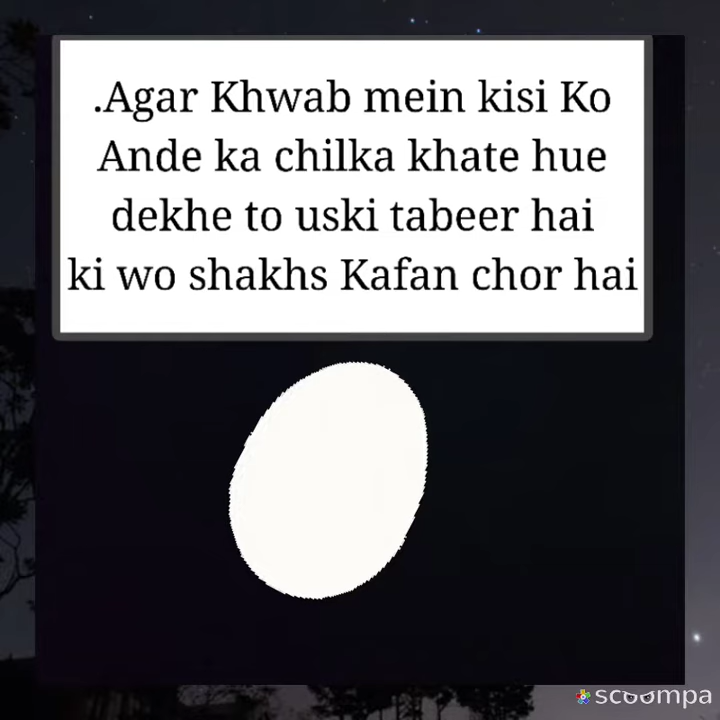 .Agar Khwab mein kisi Ko
Ande ka chilka khate hue
dekhe to uski tabeer hai
ki wo shakhs Kafan chor hai
scoompa